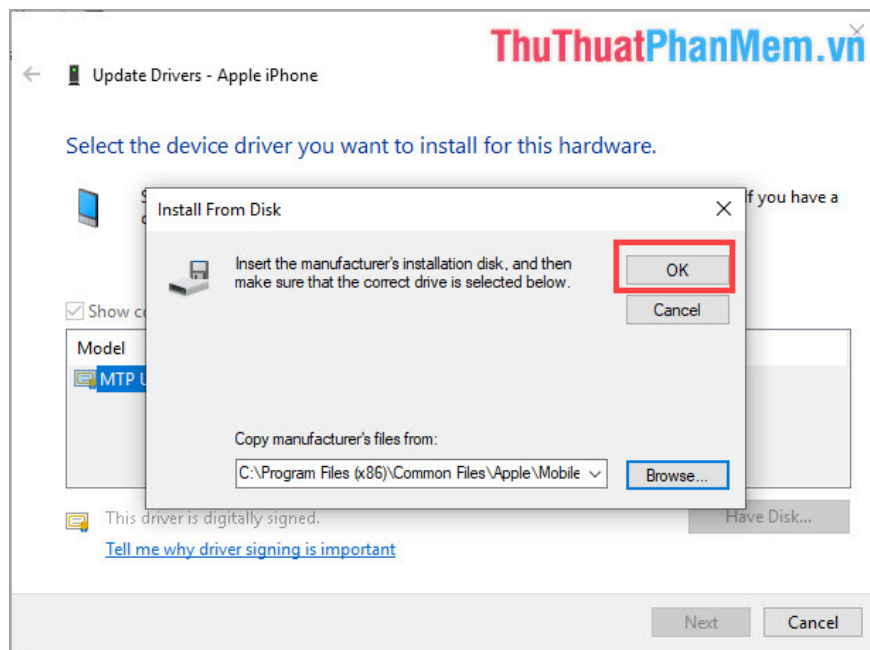 ThuThuatPhanMem.vn
Update Drivers - Apple iPhone
Select the device driver you want to install for this hardware.
If you have a
Install From Disk
Insert the manufacturer's installation disk, and then
make sure that the correct drive is selected below.
OK
Cancel
Show
Model
MTP
Copy manufacturer's files from:
C:\Program Files (x86)\Common Files\Apple\Mobile
Browse...
This driver is digitally signed.
Have Disk...
Tell me why driver signing is important
Next
Cancel